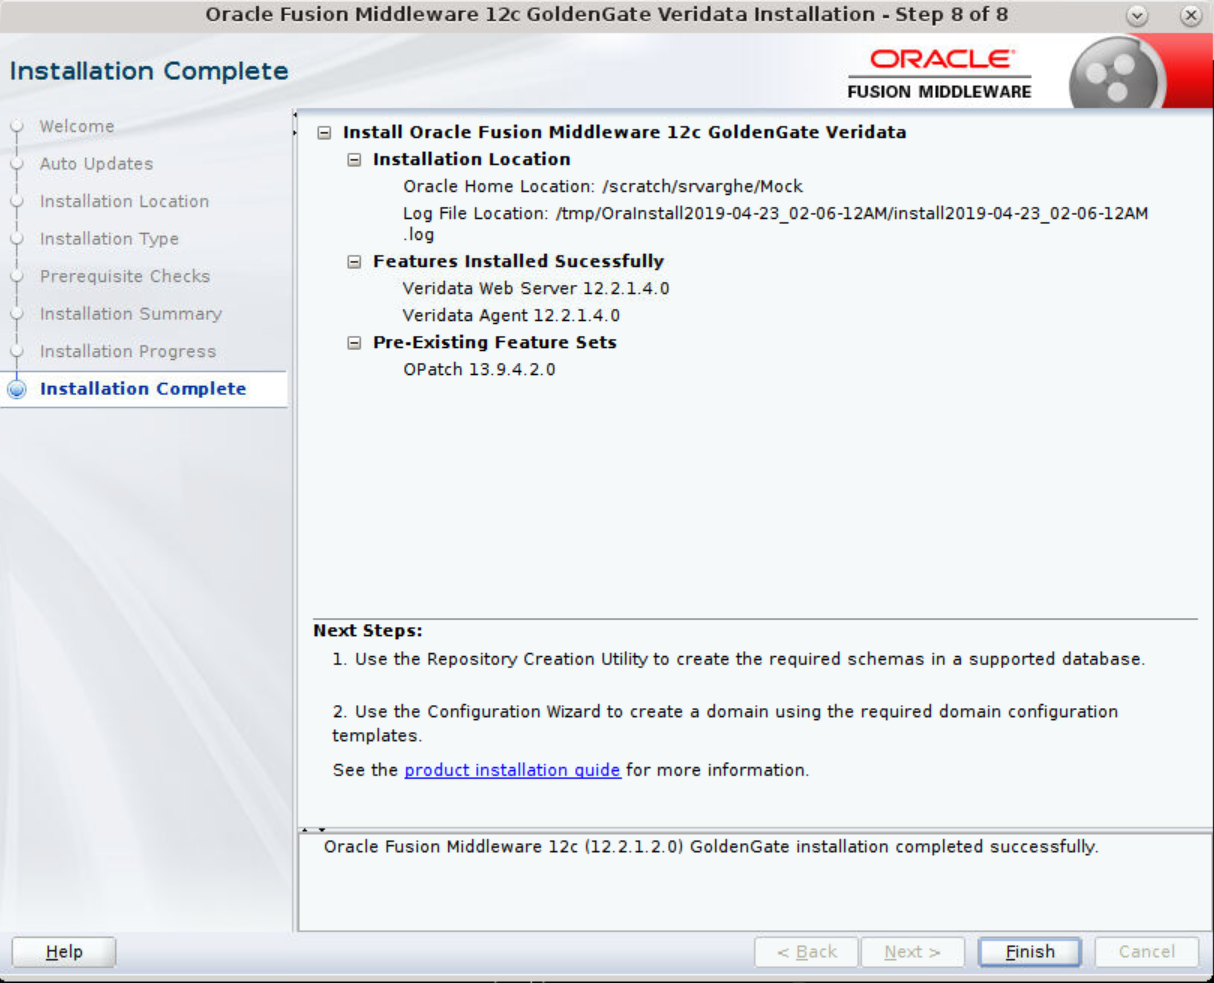 Oracle Fusion Middleware 12c GoldenGate Veridata Installation - Step 8 of 8
Installation Complete
ORACLE
FUSION MIDDLEWARE
Welcome
Auto Updates
Installation Location
Installation Type
Prerequisite Checks
Installation Summary
Installation Progress
Installation Complete
Install Oracle Fusion Middleware 12c GoldenGate Veridata
Installation Location
Oracle Home Location: /scratch/srvarghe/Mock
Log File Location: /tmp/OraInstall2019-04-23_02-06-12AM/install2019-04-23_02-06-12AM
.log
Features Installed Sucessfully
Veridata Web Server 12.2.1.4.0
Veridata Agent 12.2.1.4.0
Pre-Existing Feature Sets
OPatch 13.9.4.2.0
Next Steps:
1. Use the Repository Creation Utility to create the required schemas in a supported database.
2. Use the Configuration Wizard to create a domain using the required domain configuration
templates.
See the product installation guide for more information.
Oracle Fusion Middleware 12c (12.2.1.2.0) GoldenGate installation completed successfully.
Help
< Back
Next >
Finish
Cancel